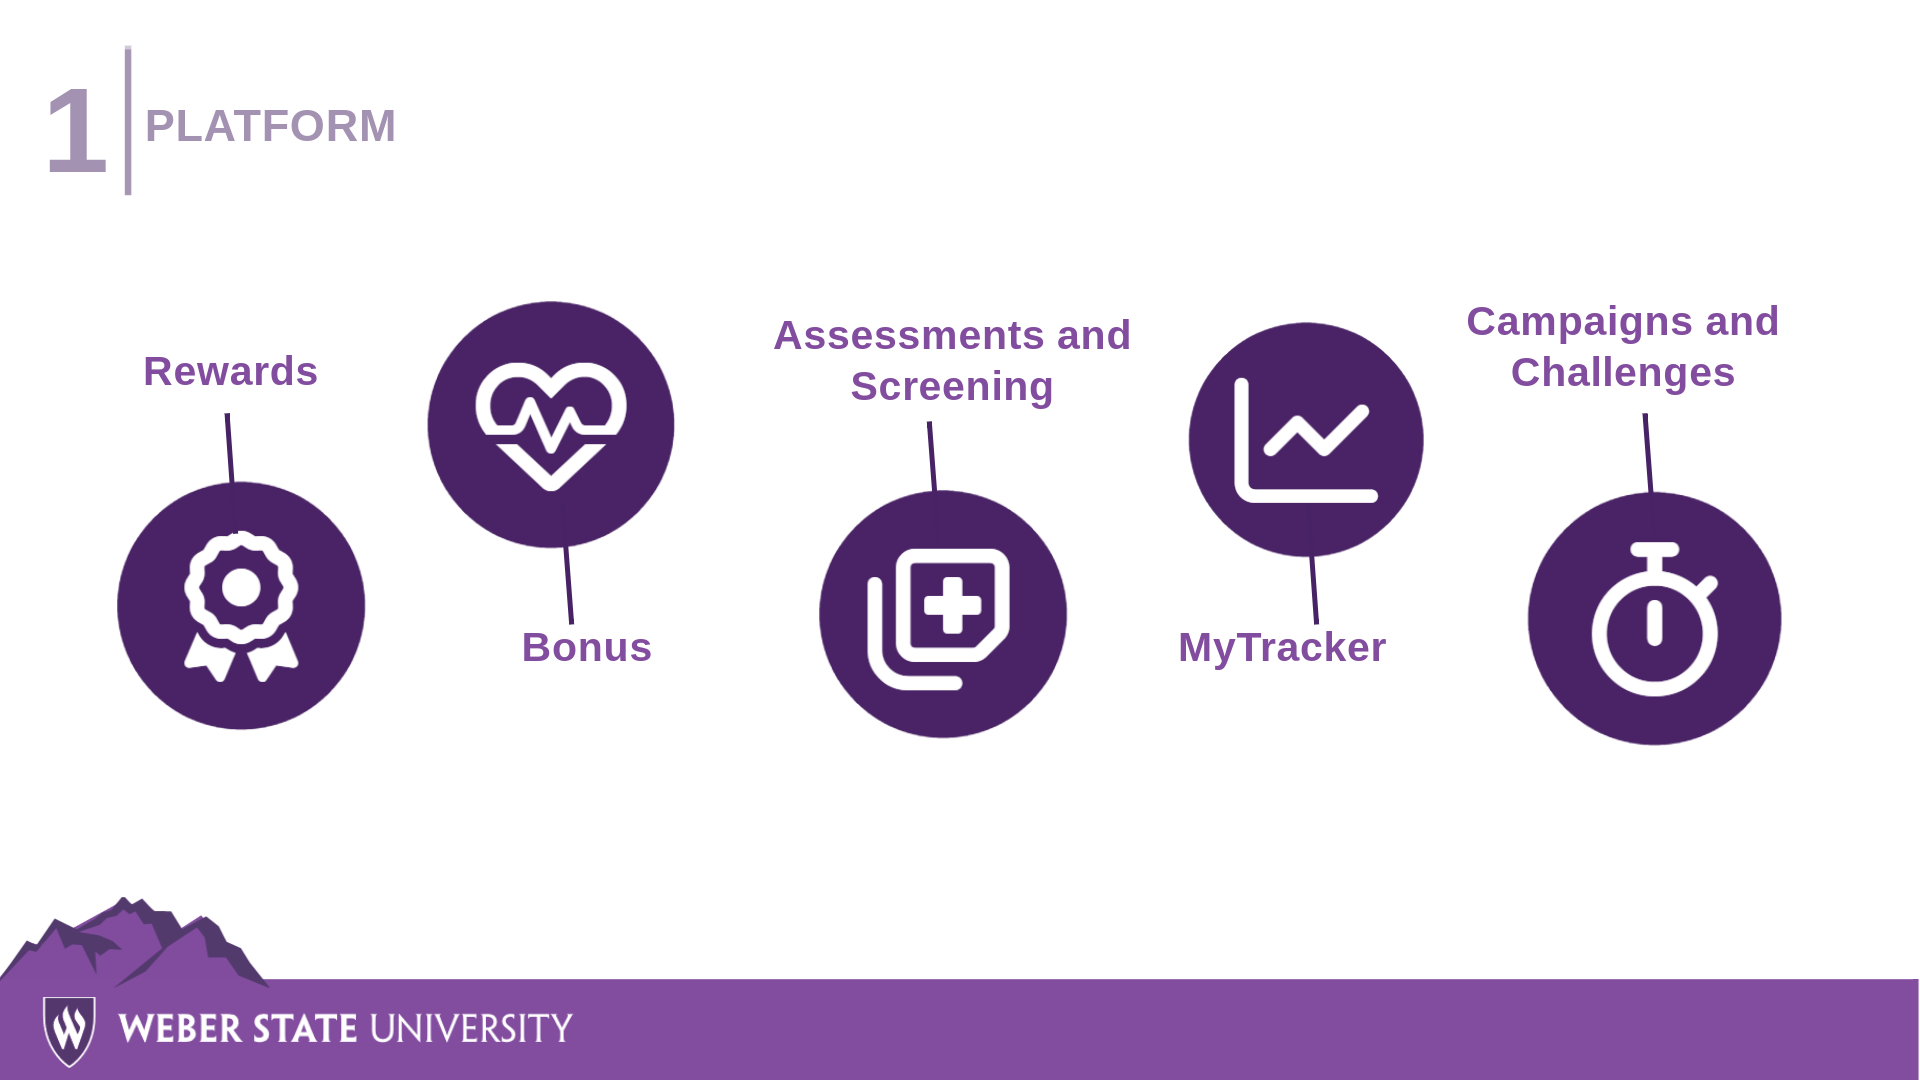 1
PLATFORM
Rewards
Bonus
Assessments and
Screening
MyTracker
Campaigns and
Challenges
W
WEBER STATE UNIVERSITY